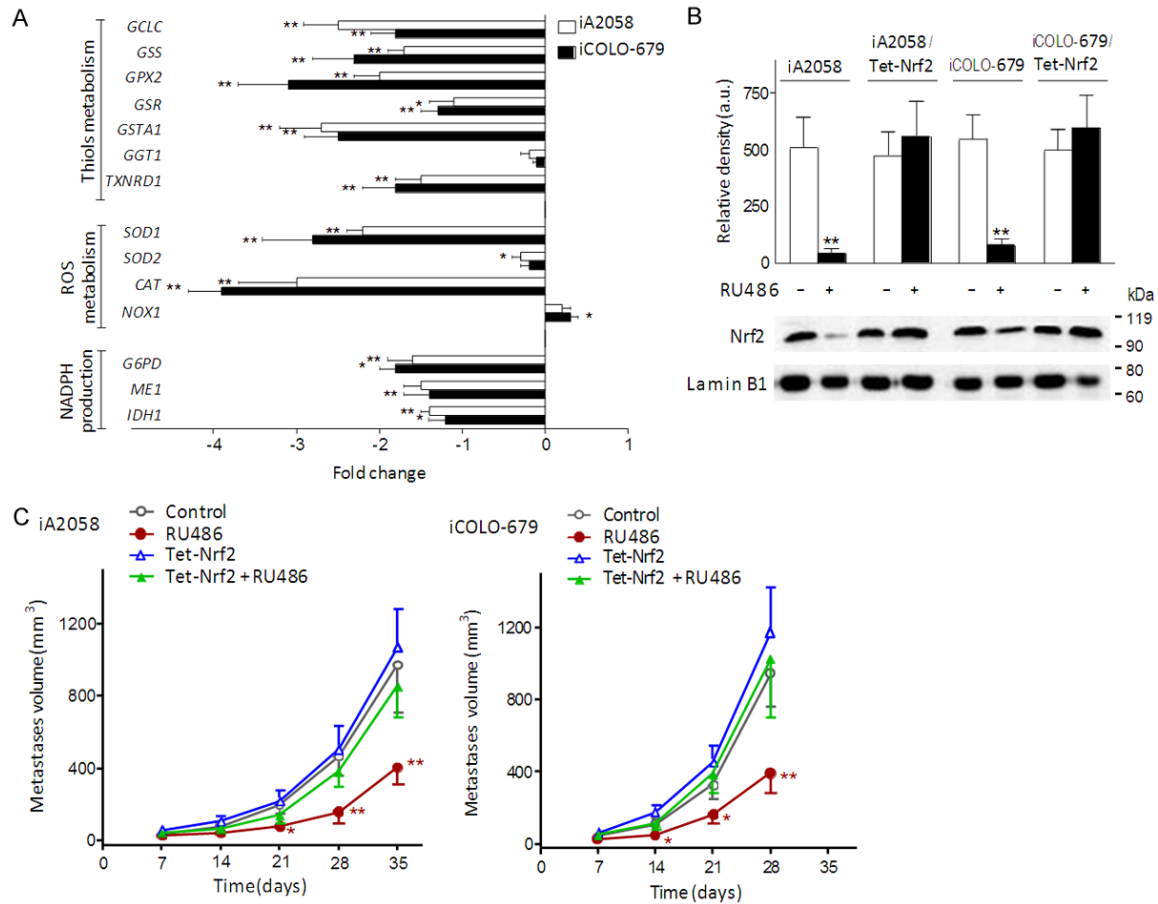 A
iA2058
iCOLO-679
Thiols metabolism
GCLC ** **
GSS ** **
GPX2 ** **
GSR * **
GSTA1 ** **
GGT1
TXNRD1 ** **
ROS metabolism
SOD1 ** **
SOD2 *
CAT ** **
NOX1 *
NADPH production
G6PD ** *
ME1 **
IDH1 ** *
-4 -3 -2 -1 0 1
Fold change
B
iA2058 iA2058/ Tet-Nrf2 iCOLO-679 iCOLO-679/ Tet-Nrf2
Relative density (a.u.)
750
500
250
0
** **
RU486 – + – + – + – + kDa
Nrf2 119
90
Lamin B1 80
60
C
iA2058
Control
RU486
Tet-Nrf2
Tet-Nrf2 +RU486
Metastases volume (mm3)
1200
800
400
0
* ** **
0 7 14 21 28 35
Time(days)
iCOLO-679
Control
RU486
Tet-Nrf2
Tet-Nrf2 +RU486
Metastases volume (mm3)
1200
800
400
0
* * **
0 7 14 21 28 35
Time (days)